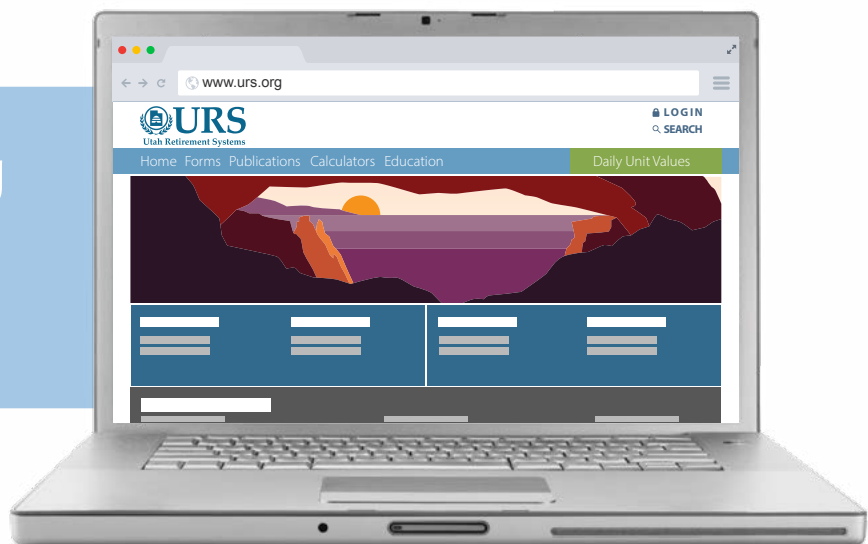 www.urs.org
URS
Utah Retirement Systems
LOGIN
SEARCH
Home Forms Publications Calculators Education
Daily Unit Values